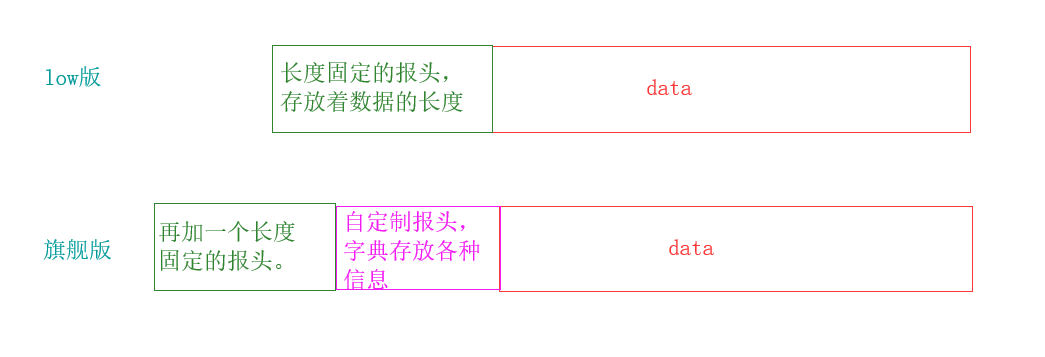 low版
长度固定的报头，
存放着数据的长度
data
旗舰版
再加一个长度
固定的报头。
自定制报头，
字典存放各种
信息
data